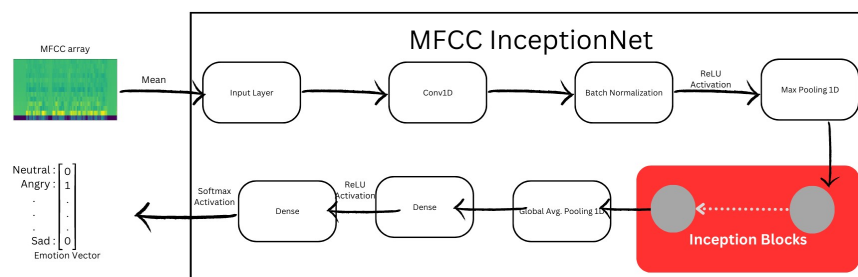 MFCC InceptionNet
MFCC array
Mean
Input Layer
Conv1D
Batch Normalization
ReLU
Activation
Max Pooling 1D
Neutral : 0
Angry : 1
. .
. .
. .
Sad : 0
Emotion Vector
Softmax
Activation
Dense
ReLU
Activation
Dense
Global Avg. Pooling 1D
Inception Blocks